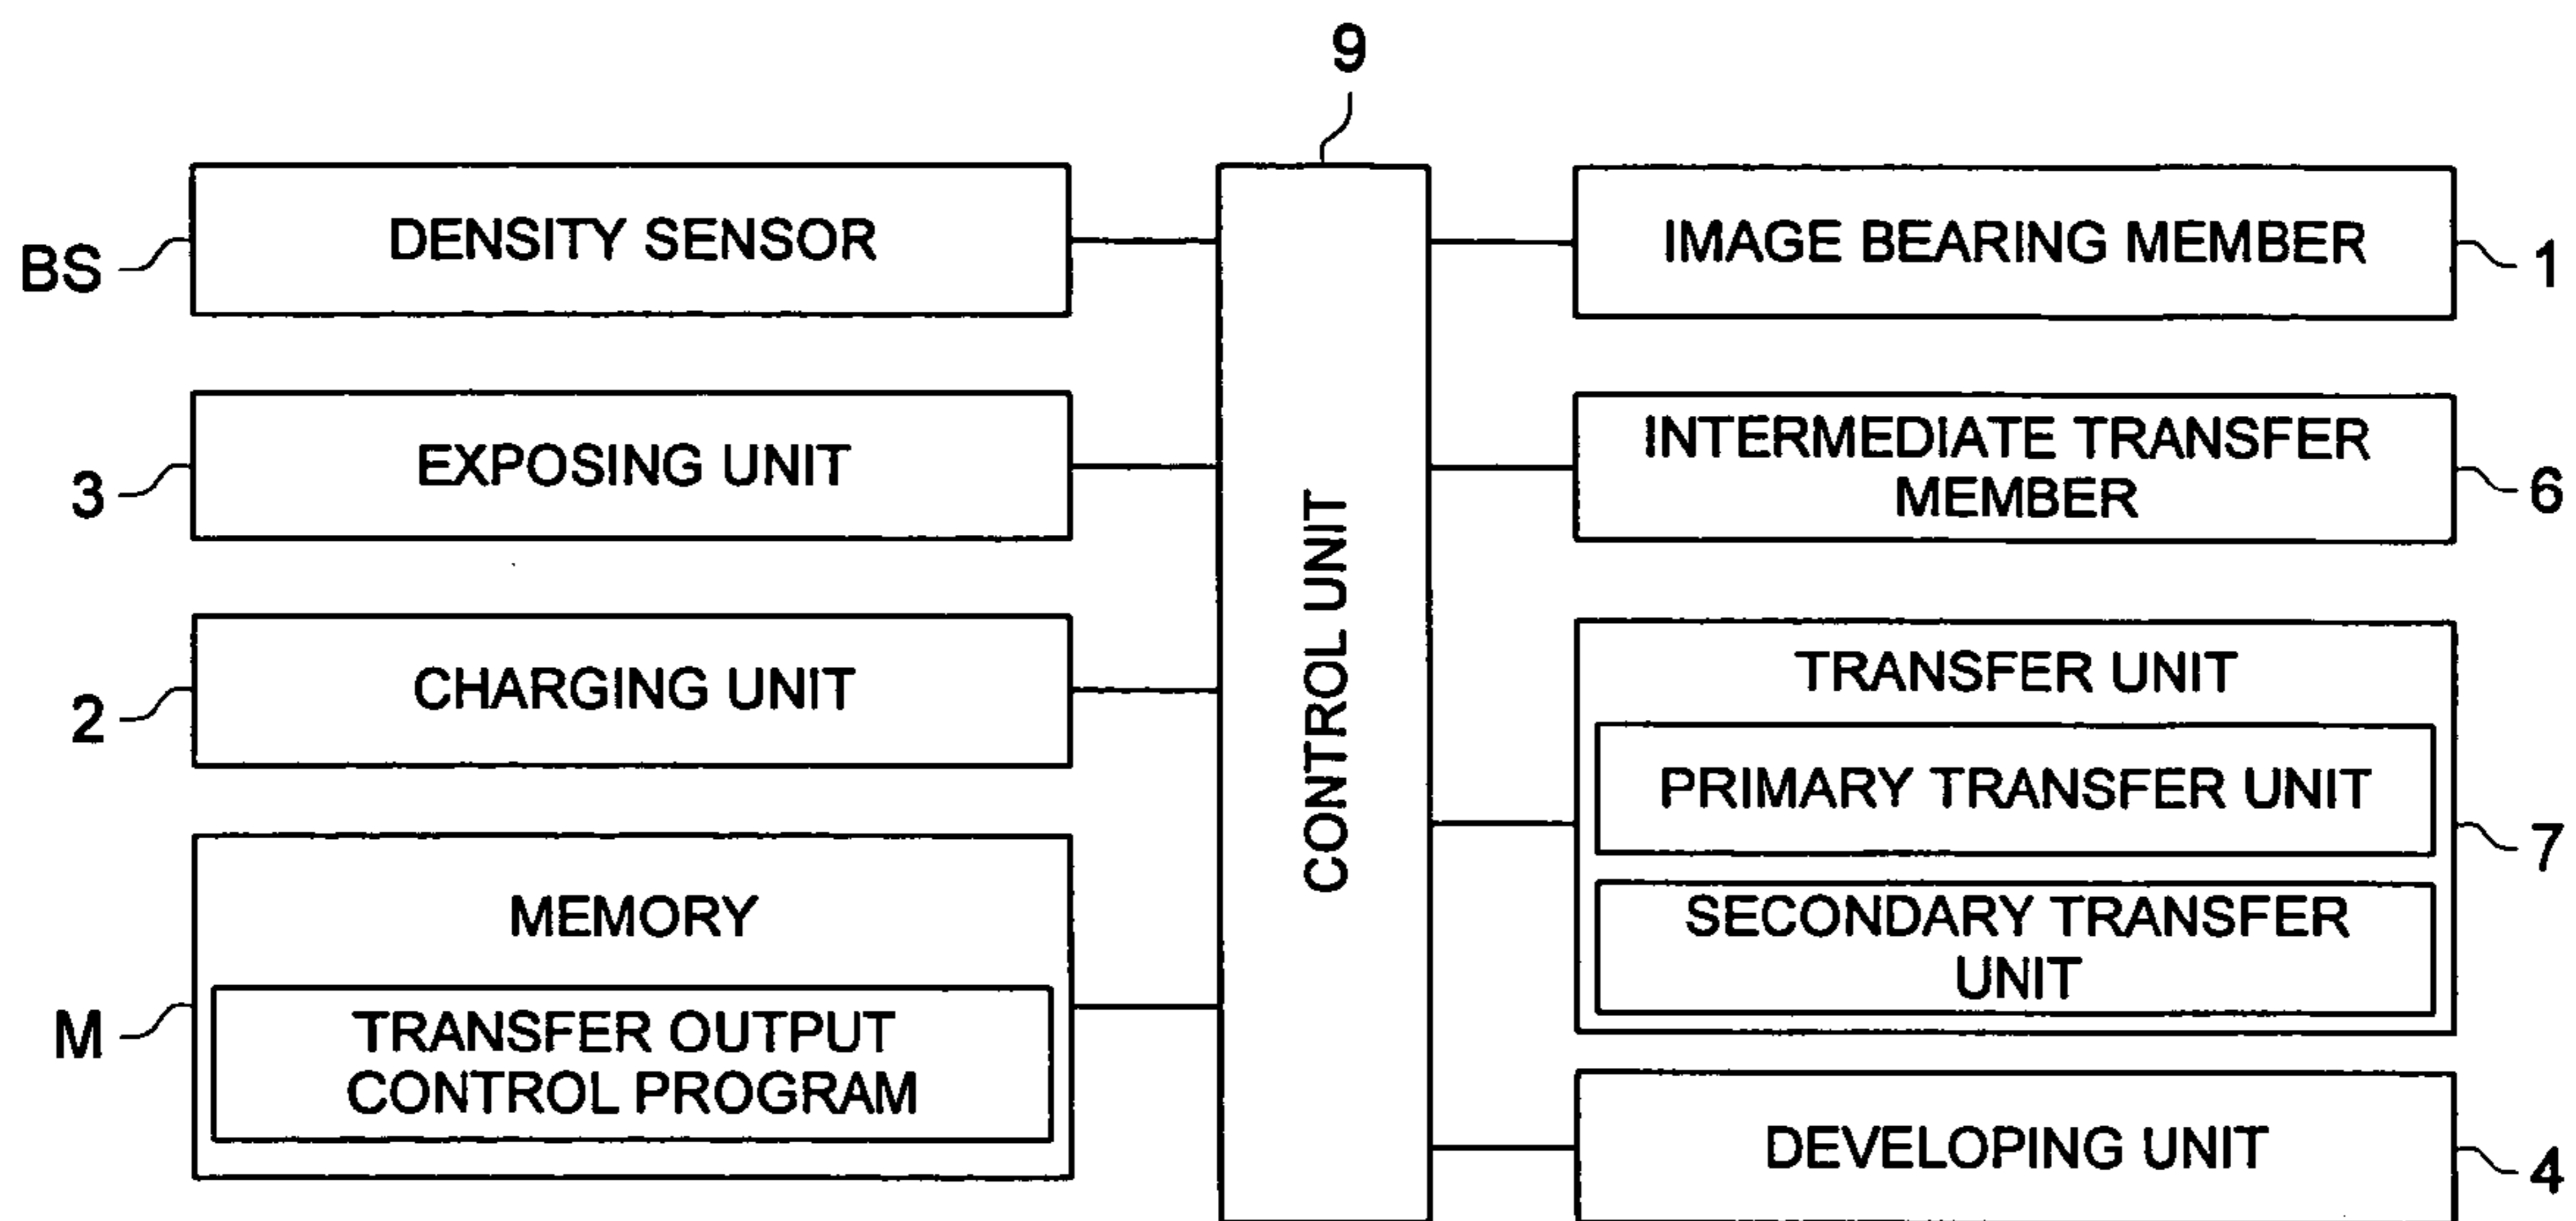 9
BS
DENSITY SENSOR
3
EXPOSING UNIT
2
CHARGING UNIT
M
MEMORY
TRANSFER OUTPUT
CONTROL PROGRAM
CONTROL UNIT
IMAGE BEARING MEMBER
1
INTERMEDIATE TRANSFER
MEMBER
6
TRANSFER UNIT
PRIMARY TRANSFER UNIT
7
SECONDARY TRANSFER
UNIT
DEVELOPING UNIT
4